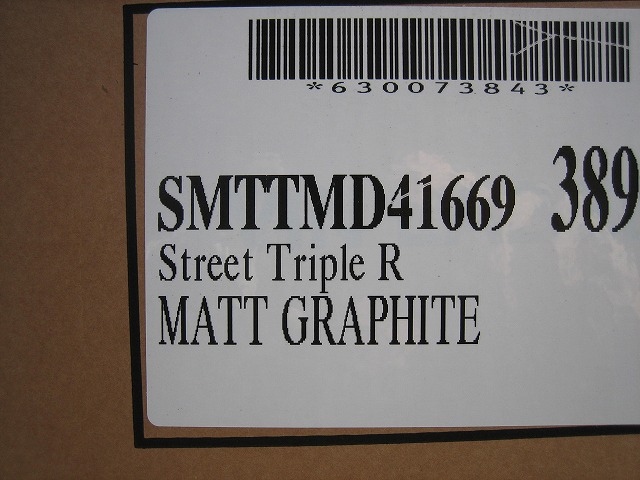 *630073843*
SMTTMD41669 389
Street Triple R
MATT GRAPHITE